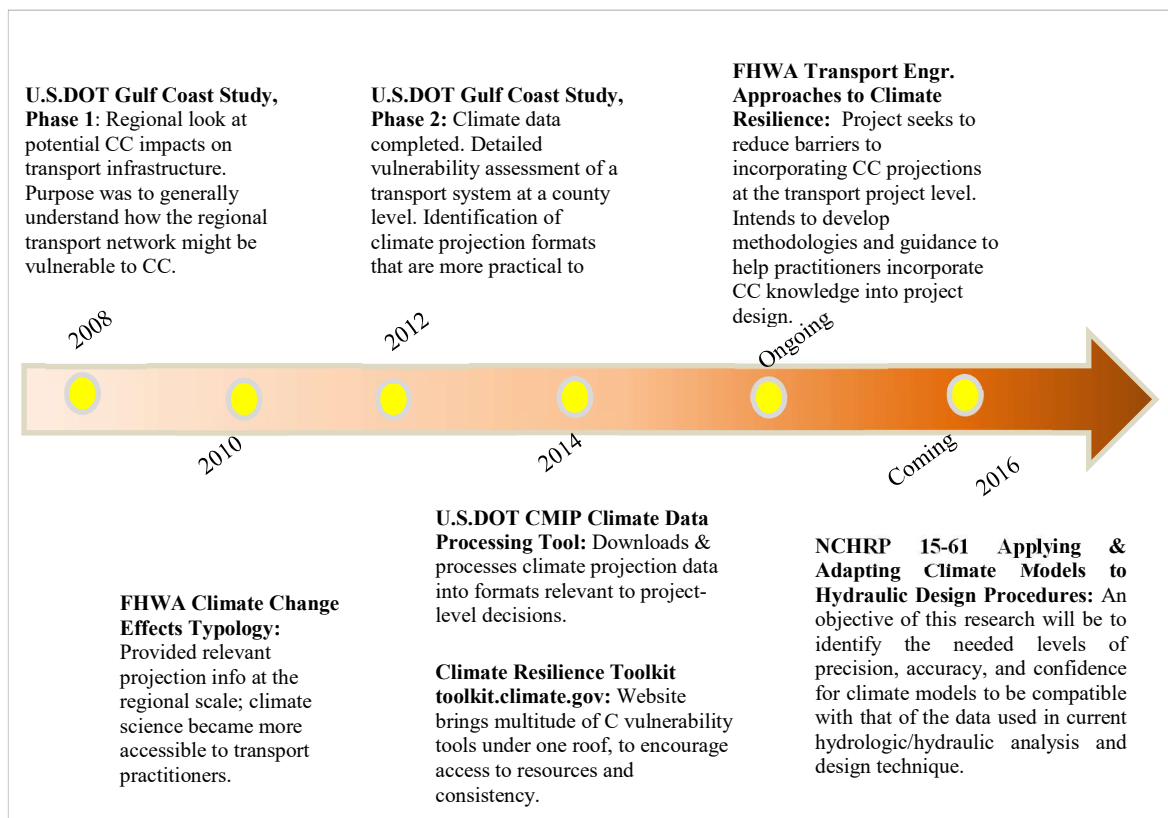 U.S.DOT Gulf Coast Study,
Phase 1: Regional look at
potential CC impacts on
transport infrastructure.
Purpose was to generally
understand how the regional
transport network might be
vulnerable to CC.
U.S.DOT Gulf Coast Study,
Phase 2: Climate data
completed. Detailed
vulnerability assessment of a
transport system at a county
level. Identification of
climate projection formats
that are more practical to
FHWA Transport Engr.
Approaches to Climate
Resilience: Project seeks to
reduce barriers to
incorporating CC projections
at the transport project level.
Intends to develop
methodologies and guidance to
help practitioners incorporate
CC knowledge into project
design.
2008
2012
Ongoing
2010
2014
Coming
2016
FHWA Climate Change
Effects Typology:
Provided relevant
projection info at the
regional scale; climate
science became more
accessible to transport
practitioners.
U.S.DOT CMIP Climate Data
Processing Tool: Downloads &
processes climate projection data
into formats relevant to project-
level decisions.
Climate Resilience Toolkit
toolkit.climate.gov: Website
brings multitude of C vulnerability
tools under one roof, to encourage
access to resources and
consistency.
NCHRP 15-61 Applying &
Adapting Climate Models to
Hydraulic Design Procedures: An
objective of this research will be to
identify the needed levels of
precision, accuracy, and confidence
for climate models to be compatible
with that of the data used in current
hydrologic/hydraulic analysis and
design technique.